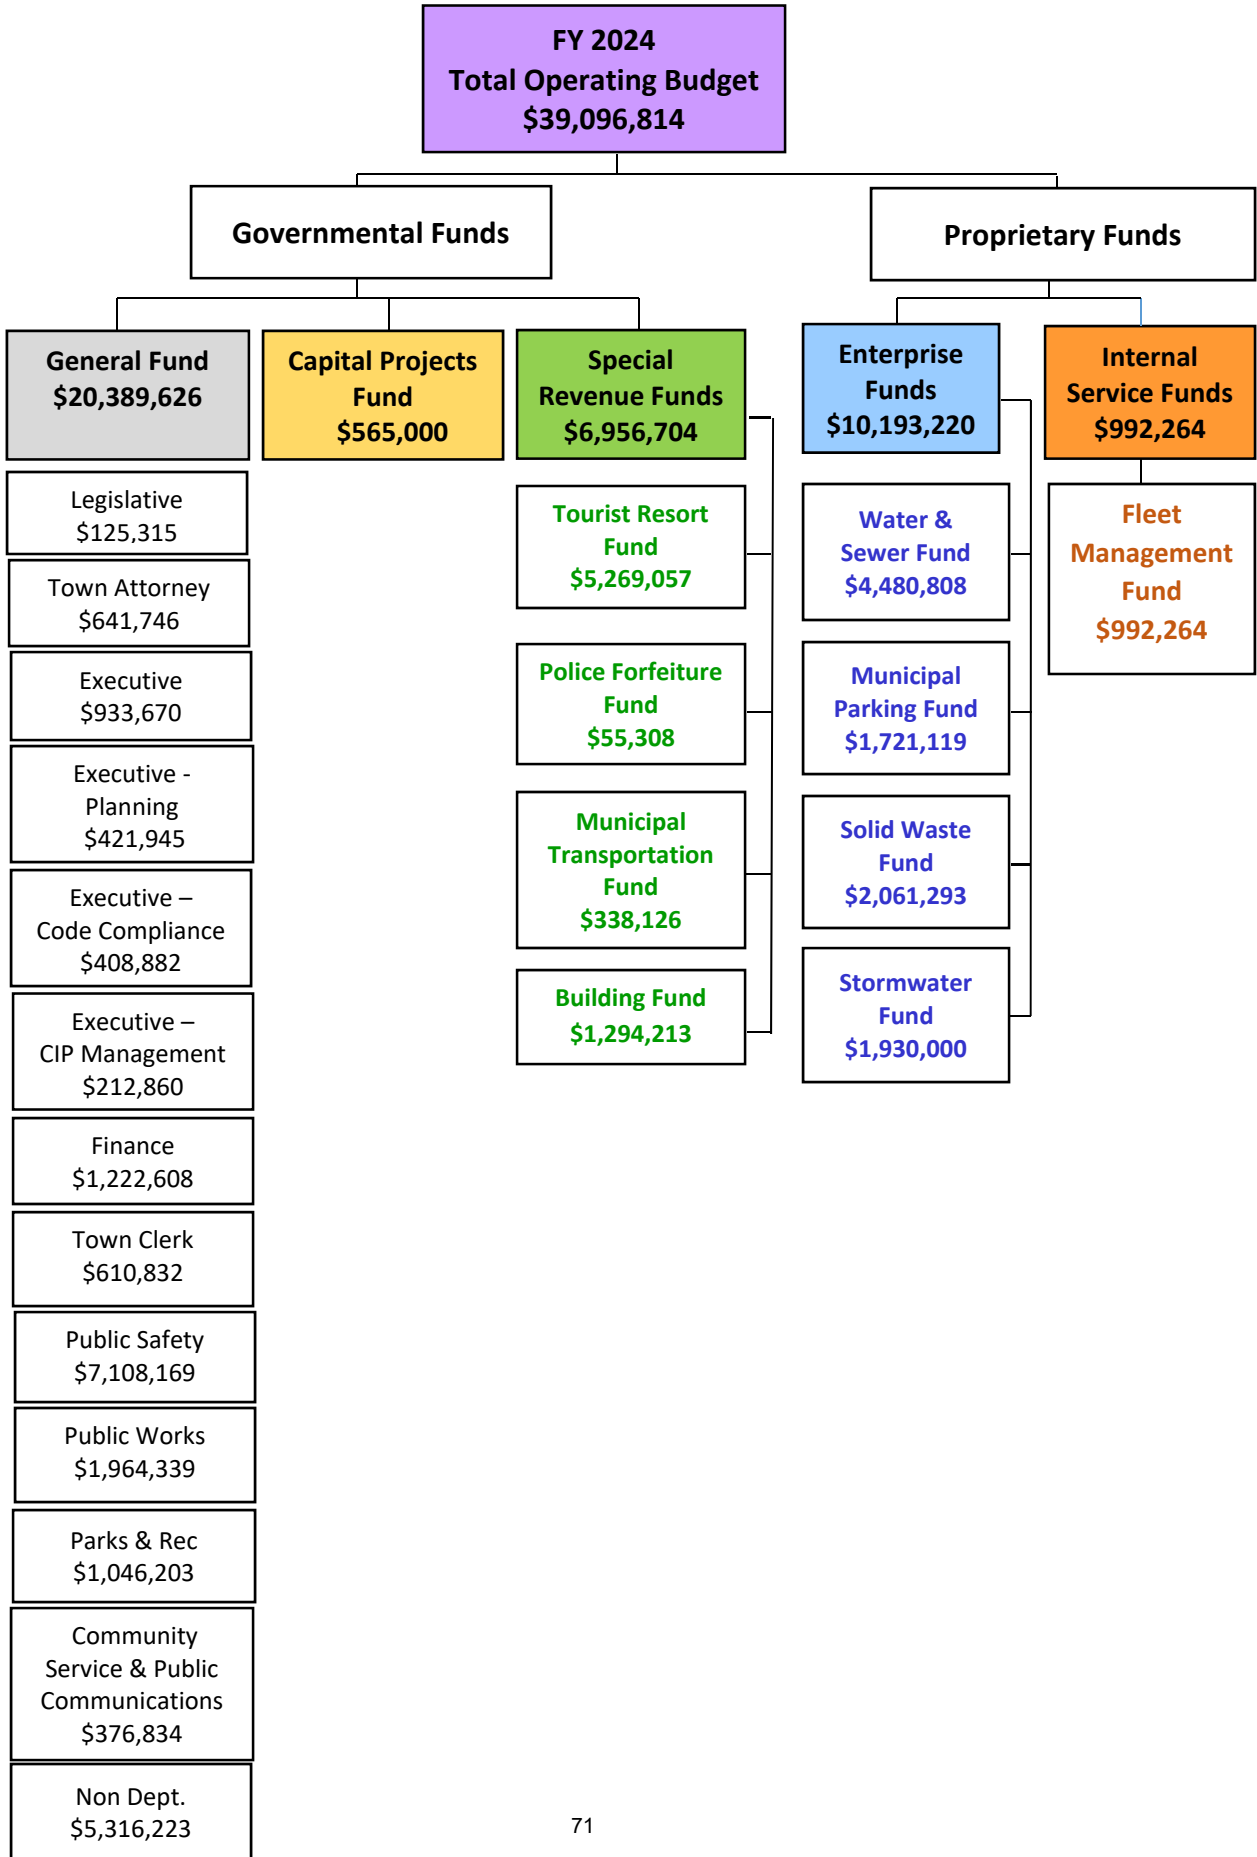 FY 2024
Total Operating Budget
$39,096,814
Governmental Funds
Proprietary Funds
General Fund
$20,389,626
Capital Projects
Fund
$565,000
Special
Revenue Funds
$6,956,704
Enterprise
Funds
$10,193,220
Internal
Service Funds
$992,264
Legislative
$125,315
Town Attorney
$641,746
Executive
$933,670
Executive -
Planning
$421,945
Executive –
Code Compliance
$408,882
Executive –
CIP Management
$212,860
Finance
$1,222,608
Town Clerk
$610,832
Public Safety
$7,108,169
Public Works
$1,964,339
Parks & Rec
$1,046,203
Community
Service & Public
Communications
$376,834
Non Dept.
$5,316,223
Tourist Resort
Fund
$5,269,057
Police Forfeiture
Fund
$55,308
Municipal
Transportation
Fund
$338,126
Building Fund
$1,294,213
Water &
Sewer Fund
$4,480,808
Municipal
Parking Fund
$1,721,119
Solid Waste
Fund
$2,061,293
Stormwater
Fund
$1,930,000
Fleet
Management
Fund
$992,264
71